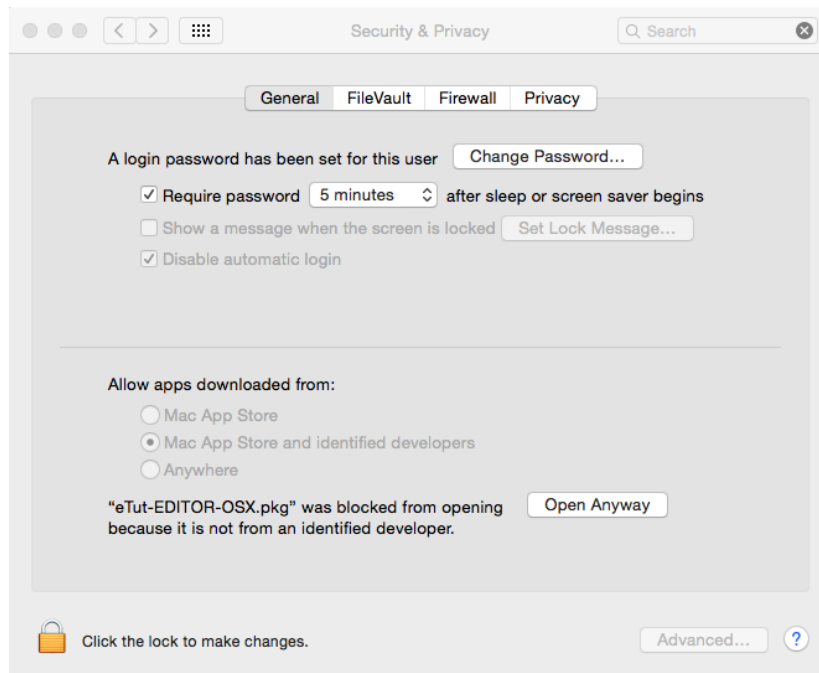 Security & Privacy
Search
General FileVault Firewall Privacy
A login password has been set for this user Change Password...
Require password 5 minutes after sleep or screen saver begins
Show a message when the screen is locked Set Lock Message...
Disable automatic login
Allow apps downloaded from:
Mac App Store
Mac App Store and identified developers
Anywhere
“eTut-EDITOR-OSX.pkg” was blocked from opening Open Anyway
because it is not from an identified developer.
Click the lock to make changes. Advanced... ?